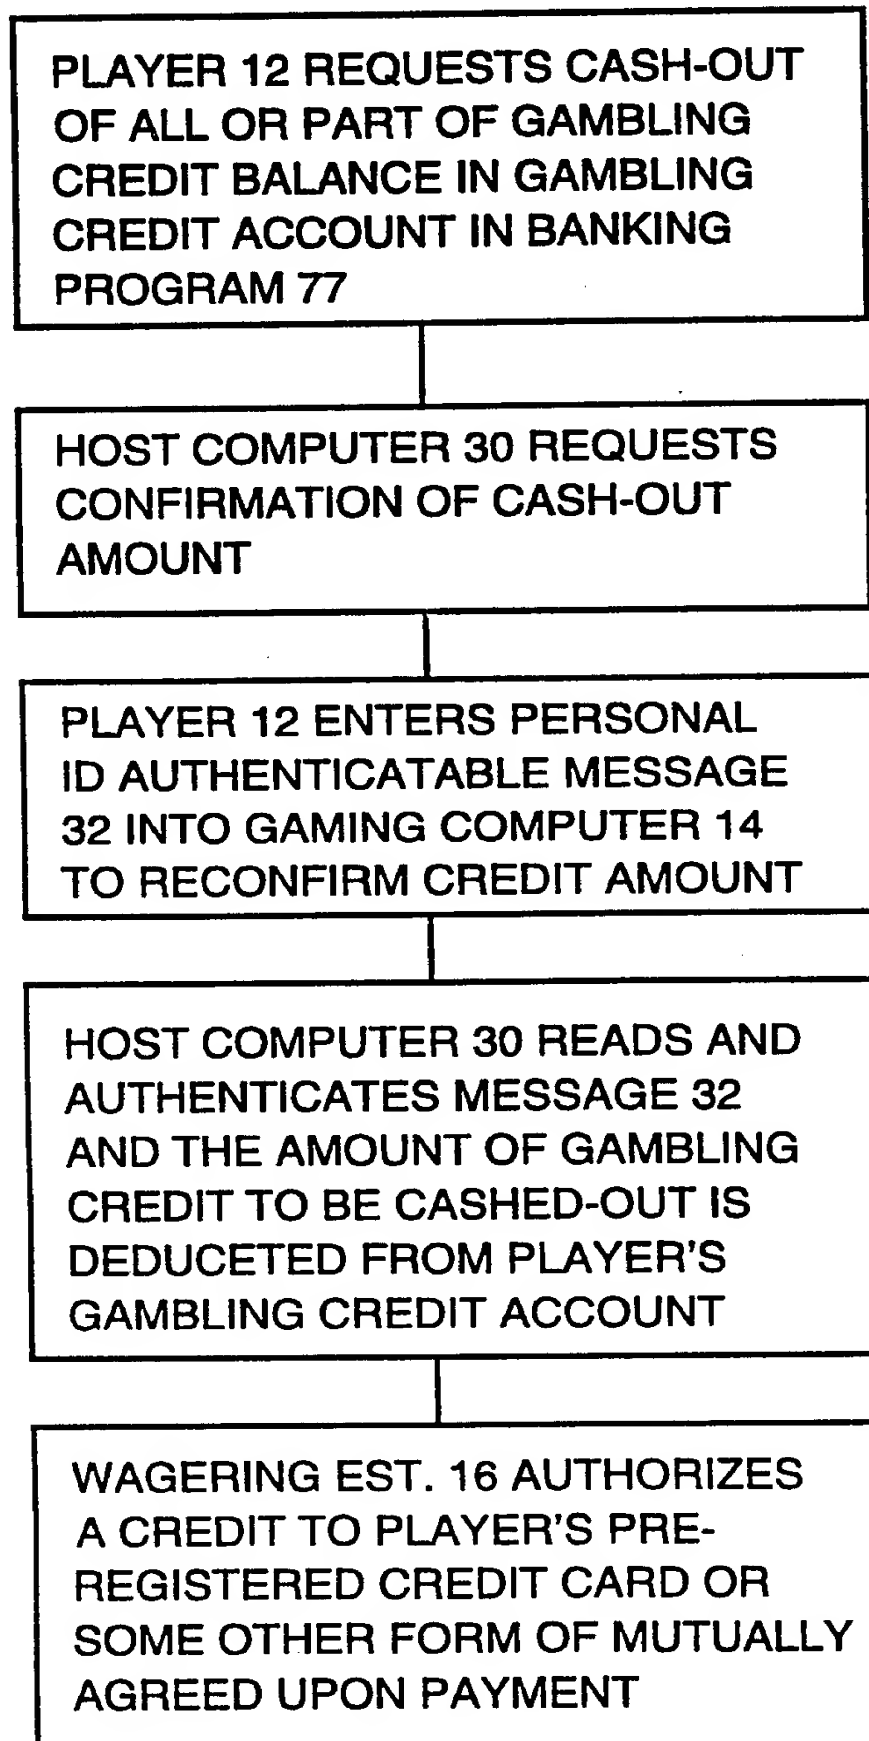 PLAYER 12 REQUESTS CASH-OUT
OF ALL OR PART OF GAMBLING
CREDIT BALANCE IN GAMBLING
CREDIT ACCOUNT IN BANKING
PROGRAM 77
HOST COMPUTER 30 REQUESTS
CONFIRMATION OF CASH-OUT
AMOUNT
PLAYER 12 ENTERS PERSONAL
ID AUTHENTICATABLE MESSAGE
32 INTO GAMING COMPUTER 14
TO RECONFIRM CREDIT AMOUNT
HOST COMPUTER 30 READS AND
AUTHENTICATES MESSAGE 32
AND THE AMOUNT OF GAMBLING
CREDIT TO BE CASHED-OUT IS
DEDUCETED FROM PLAYER'S
GAMBLING CREDIT ACCOUNT
WAGERING EST. 16 AUTHORIZES
A CREDIT TO PLAYER'S PRE-
REGISTERED CREDIT CARD OR
SOME OTHER FORM OF MUTUALLY
AGREED UPON PAYMENT